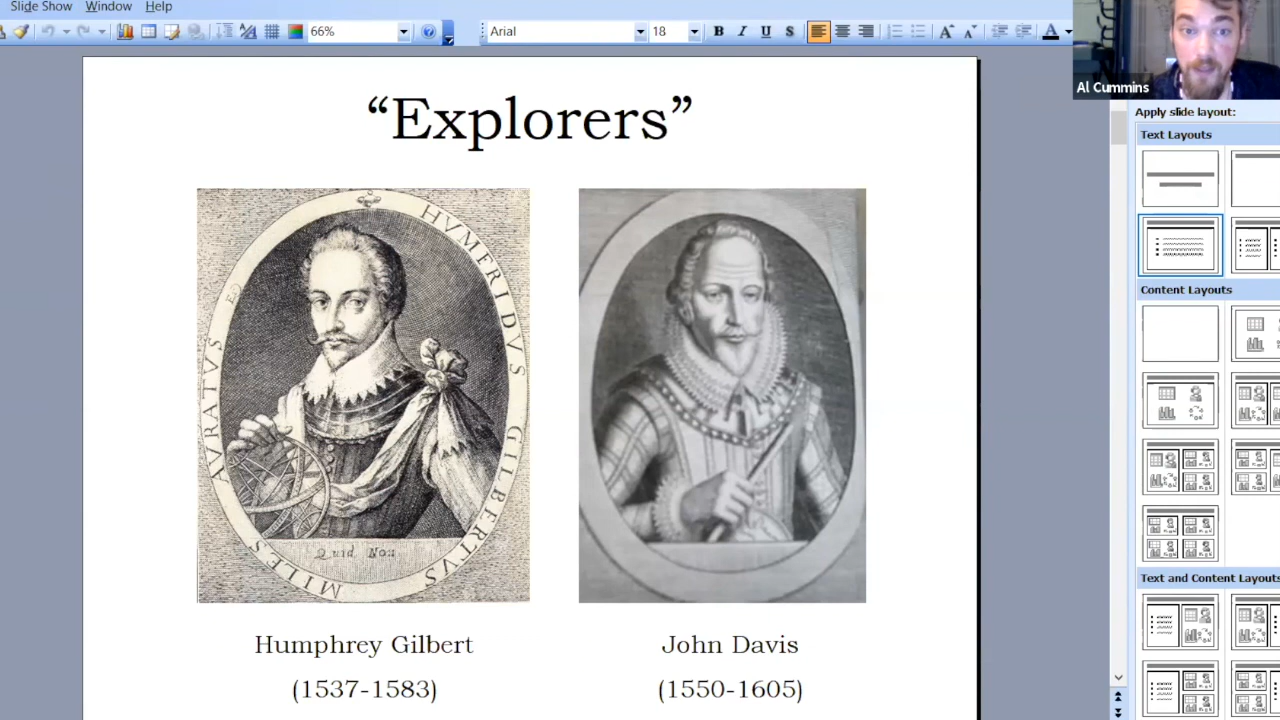 Slide Show Window Help
66%
Arial
18
B I U S
A
Al Cummins
Apply slide layout:
Text Layouts
Content Layouts
Text and Content Layouts
“Explorers”
HVMFRIDVS GILBERTVS
MILES AVRATVS
Quid Non
Humphrey Gilbert
(1537-1583)
John Davis
(1550-1605)